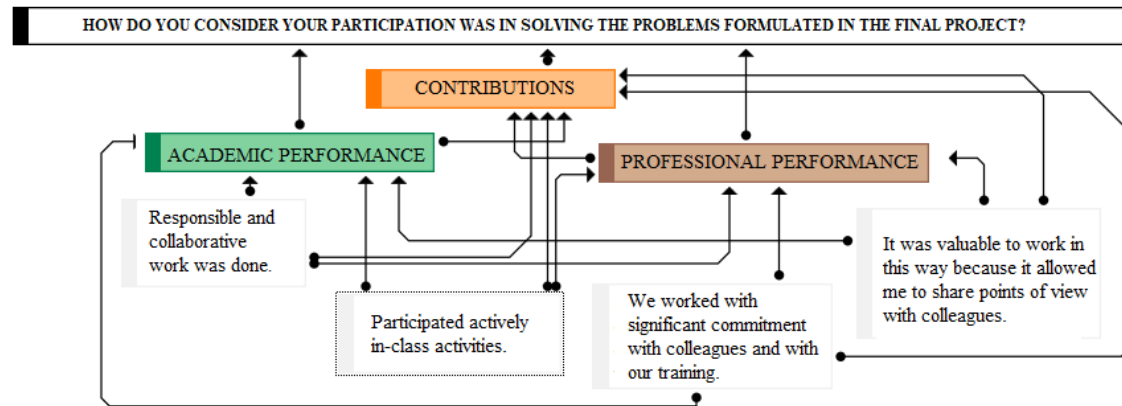 HOW DO YOU CONSIDER YOUR PARTICIPATION WAS IN SOLVING THE PROBLEMS FORMULATED IN THE FINAL PROJECT?
CONTRIBUTIONS
ACADEMIC PERFORMANCE
PROFESSIONAL PERFORMANCE
Responsible and
collaborative
work was done.
Participated actively
in-class activities.
We worked with
significant commitment
with colleagues and with
our training.
It was valuable to work in
this way because it allowed
me to share points of view
with colleagues.